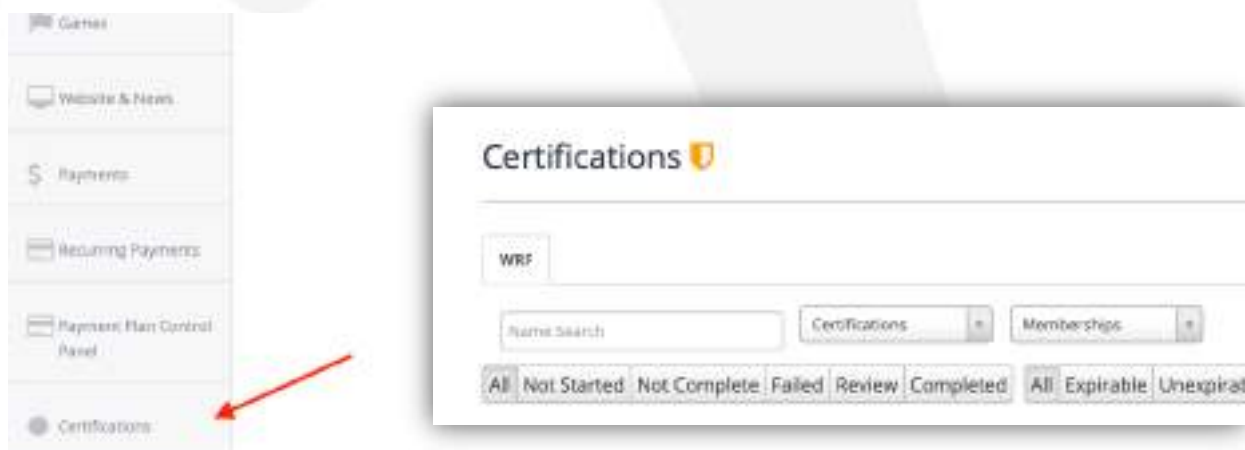 Games
Website & News
$ Payments
Recurring Payments
Payment Plan Control
Panel
Certifications
Certifications
WRF
Name Search
Certifications
Memberships
All Not Started Not Complete Failed Review Completed All Expirable Unexpirat